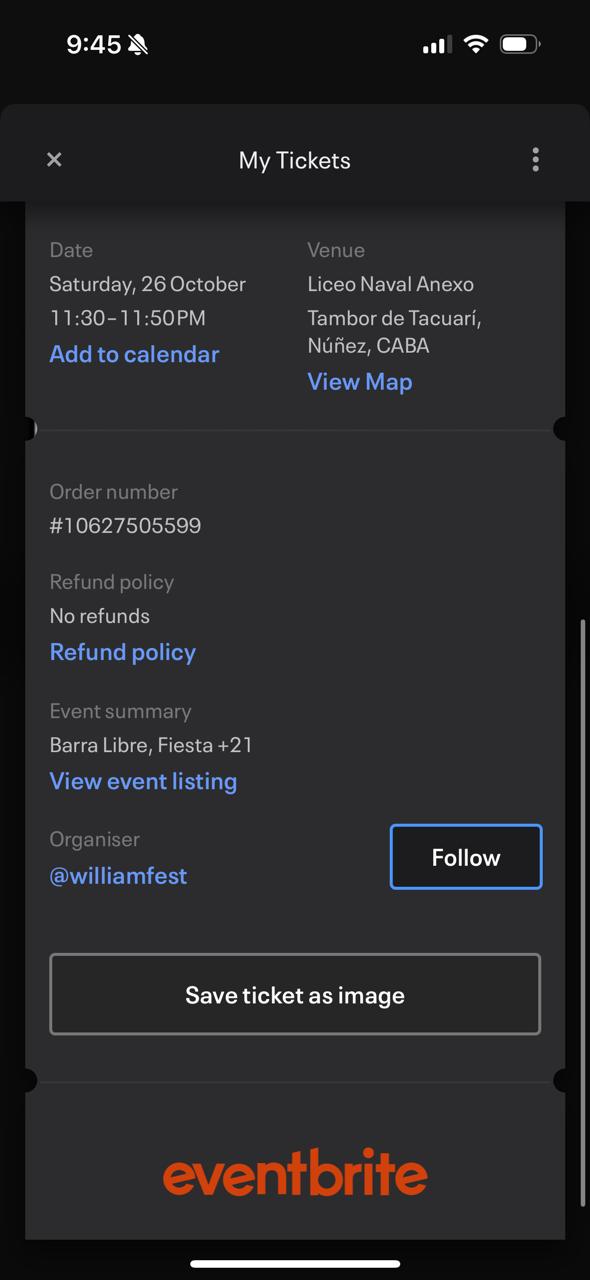 9:45
My Tickets
Date
Saturday, 26 October
11:30–11:50PM
Add to calendar
Venue
Liceo Naval Anexo
Tambor de Tacuarí,
Núñez, CABA
View Map
Order number
#10627505599
Refund policy
No refunds
Refund policy
Event summary
Barra Libre, Fiesta +21
View event listing
Organiser
@williamfest
Follow
Save ticket as image
eventbrite